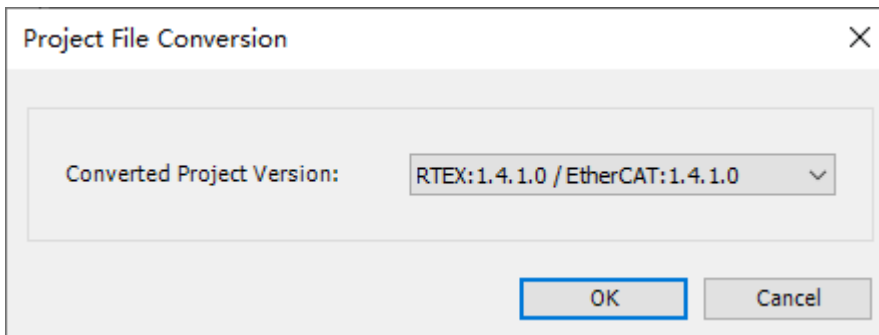 Project File Conversion
Converted Project Version: RTEX:1.4.1.0 / EtherCAT:1.4.1.0
OK Cancel